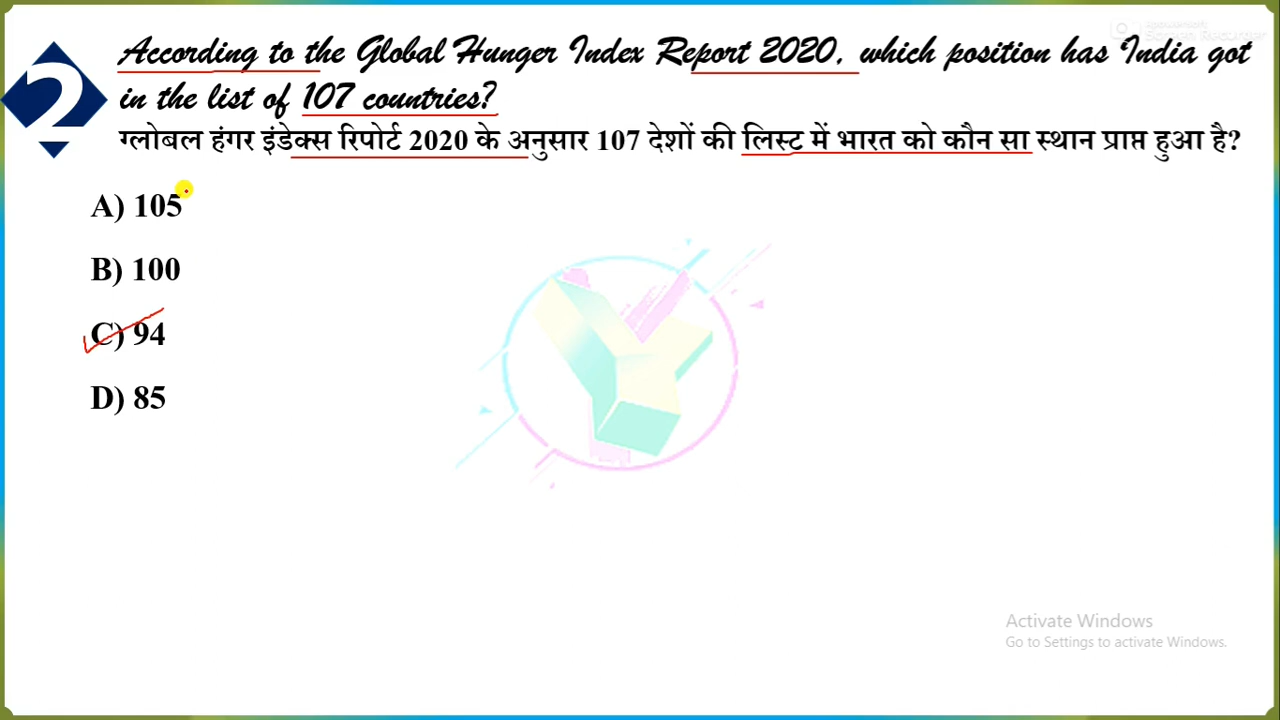 2
According to the Global Hunger Index Report 2020, which position has India got
in the list of 107 countries?
ग्लोबल हंगर इंडेक्स रिपोर्ट 2020 के अनुसार 107 देशों की लिस्ट में भारत को कौन सा स्थान प्राप्त हुआ है?
A) 105
B) 100
C) 94
D) 85
Activate Windows
Go to Settings to activate Windows.